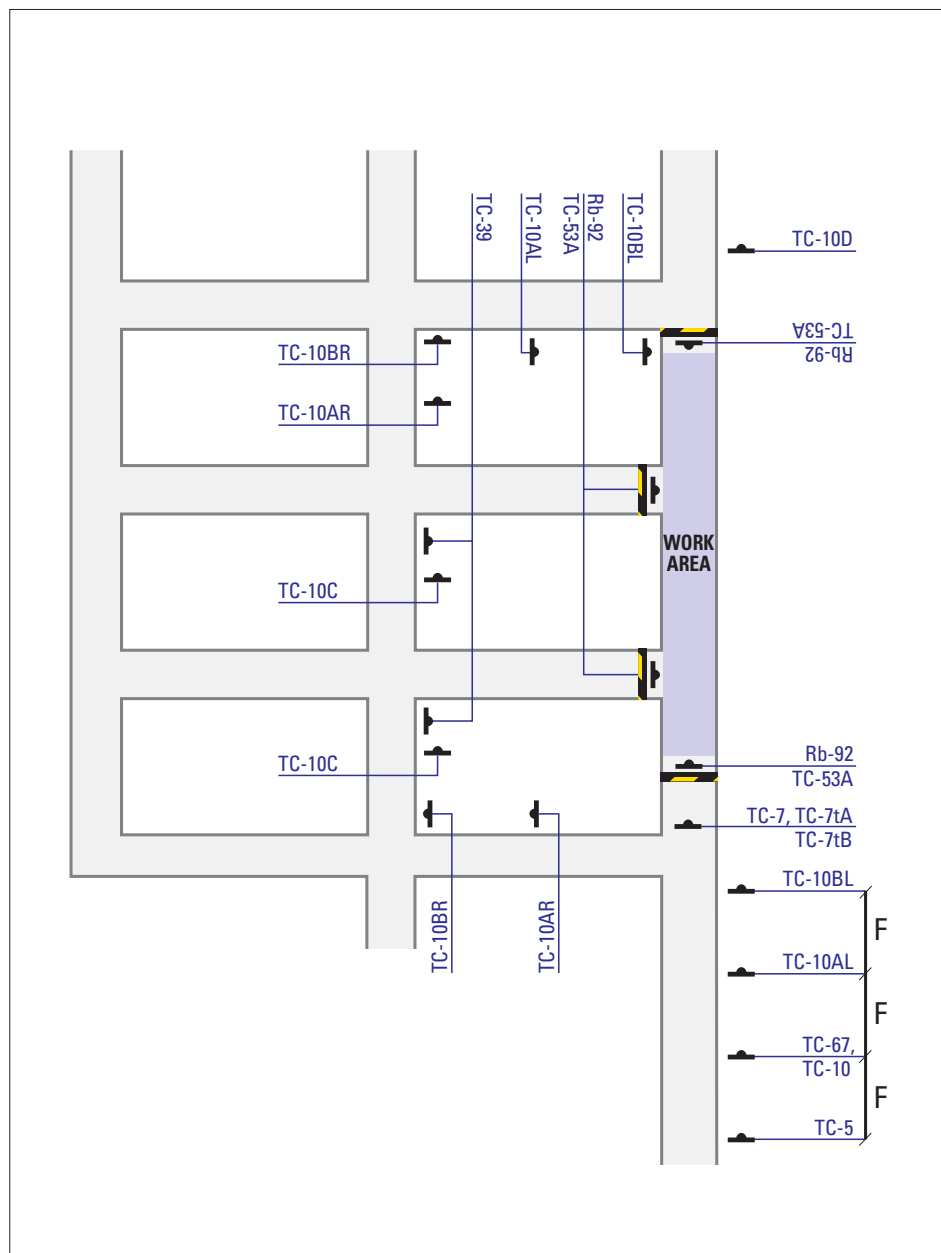 TC-39
TC-10AL
Rb-92
TC-53A
TC-10BL
TC-10D
TC-53A
Rb-92
TC-10BR
TC-10AR
WORK
AREA
TC-10C
TC-10C
Rb-92
TC-53A
TC-7, TC-7tA
TC-7tB
TC-10BL
F
TC-10BR
TC-10AR
TC-10AL
F
TC-67,
TC-10
F
TC-5